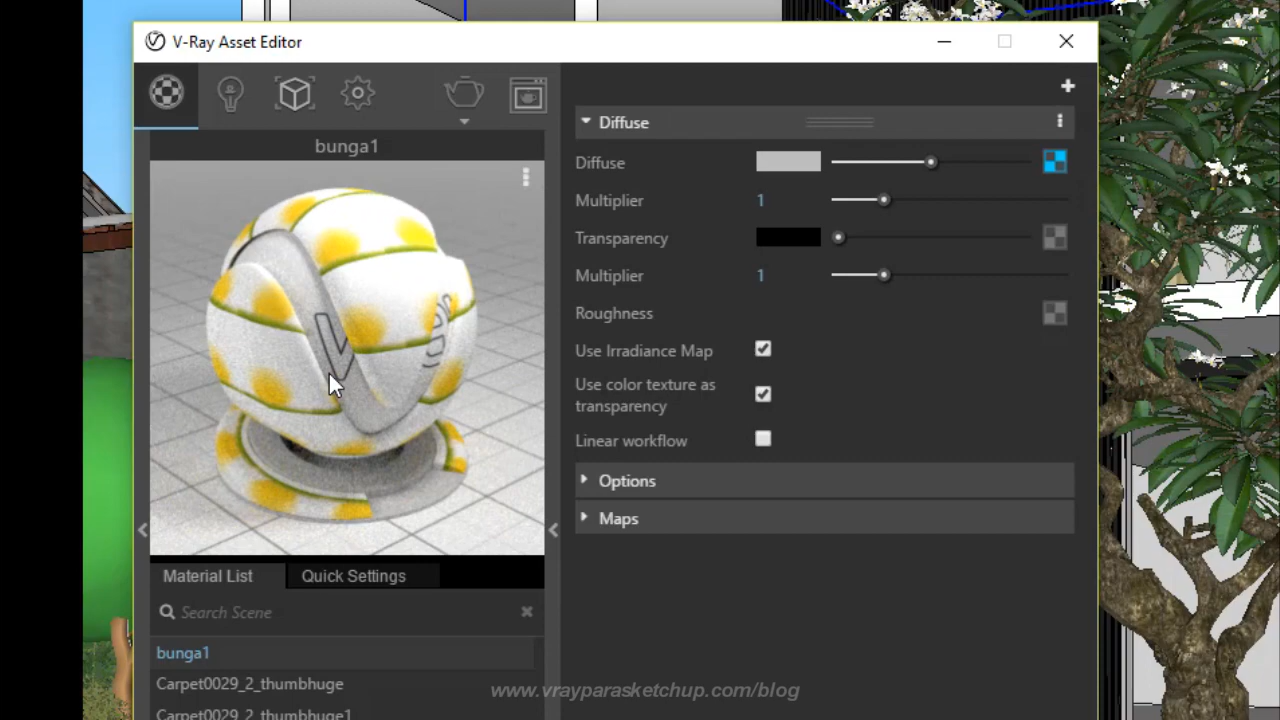 V-Ray Asset Editor
bunga1
Diffuse
Diffuse
Multiplier 1
Transparency
Multiplier 1
Roughness
Use Irradiance Map
Use color texture as
transparency
Linear workflow
Options
Maps
Material List Quick Settings
Search Scene
bunga1
Carpet0029_2_thumbhuge
Carpet0029_2_thumbhuge1
www.vrayparasketchup.com/blog